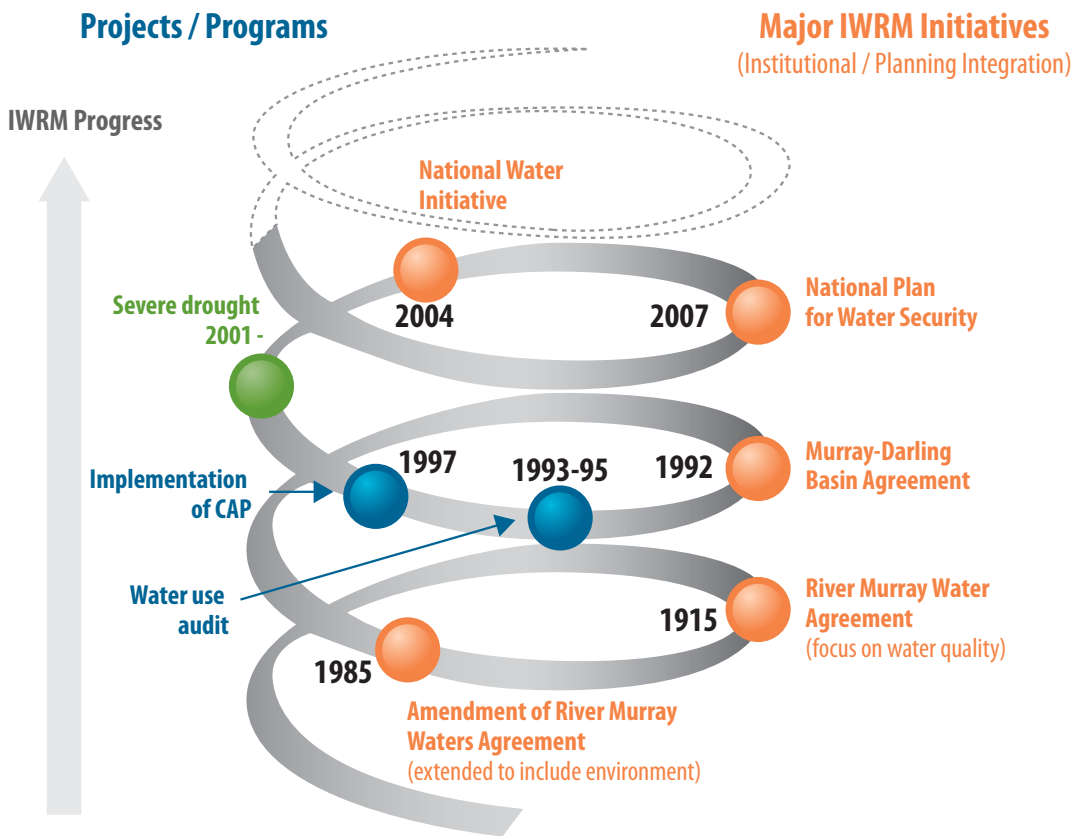 Projects / Programs
Major IWRM Initiatives
(Institutional / Planning Integration)
IWRM Progress
National Water
Initiative
Severe drought
2001 -
2004
2007
National Plan
for Water Security
Implementation
of CAP
1997
1993-95
1992
Murray-Darling
Basin Agreement
Water use
audit
1985
1915
River Murray Water
Agreement
(focus on water quality)
Amendment of River Murray
Waters Agreement
(extended to include environment)